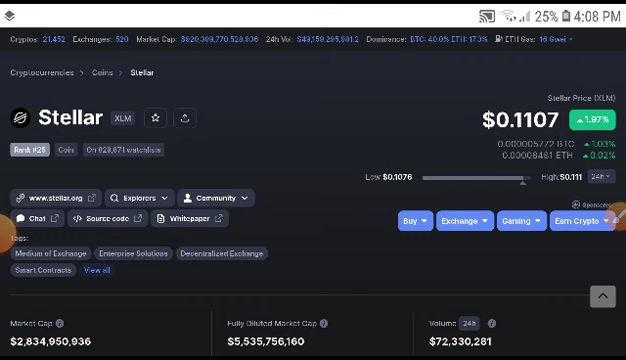 25% 4:08 PM
Cryptos: 21,452 Exchanges: 520 Market Cap: $920,399,770,528.836 24h Vol: $49,159,295,981.2 Dominance: BTC: 40.0% ETH: 17.3% ETH Gas: 16 Gwei
Cryptocurrencies > Coins > Stellar
Stellar Price (XLM)
Stellar XLM
$0.1107 1.97%
Rank #25 Coin On 829,671 watchlists
0.000005772 BTC 1.03%
0.00008481 ETH 0.02%
Low: $0.1076 High: $0.111 24h
www.stellar.org Explorers Community
Sponsored
Chat Source code Whitepaper
Buy Exchange Gaming Earn Crypto
Tags:
Medium of Exchange Enterprise Solutions Decentralized Exchange
Smart Contracts View all
Market Cap Fully Diluted Market Cap Volume 24h
$2,834,950,936 $5,535,756,160 $72,330,281